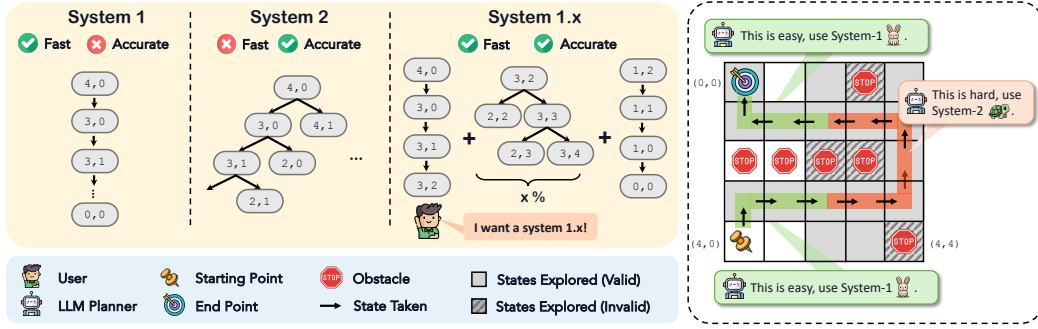 System 1
Fast
Accurate
4,0
3,0
3,1
⋮
0,0
System 2
Fast
Accurate
4,0
3,0
4,1
3,1
2,0
...
2,1
System 1.x
Fast
Accurate
4,0
3,0
3,1
3,2
+
3,2
2,2
3,3
2,3
3,4
x %
+
1,2
1,1
1,0
0,0
I want a system 1.x!
User
Starting Point
Obstacle
States Explored (Valid)
LLM Planner
End Point
State Taken
States Explored (Invalid)
STOP
This is easy, use System-1 .
(0,0)
STOP
This is hard, use
System-2 .
STOP
STOP
STOP
STOP
(4,0)
STOP
(4,4)
This is easy, use System-1 .